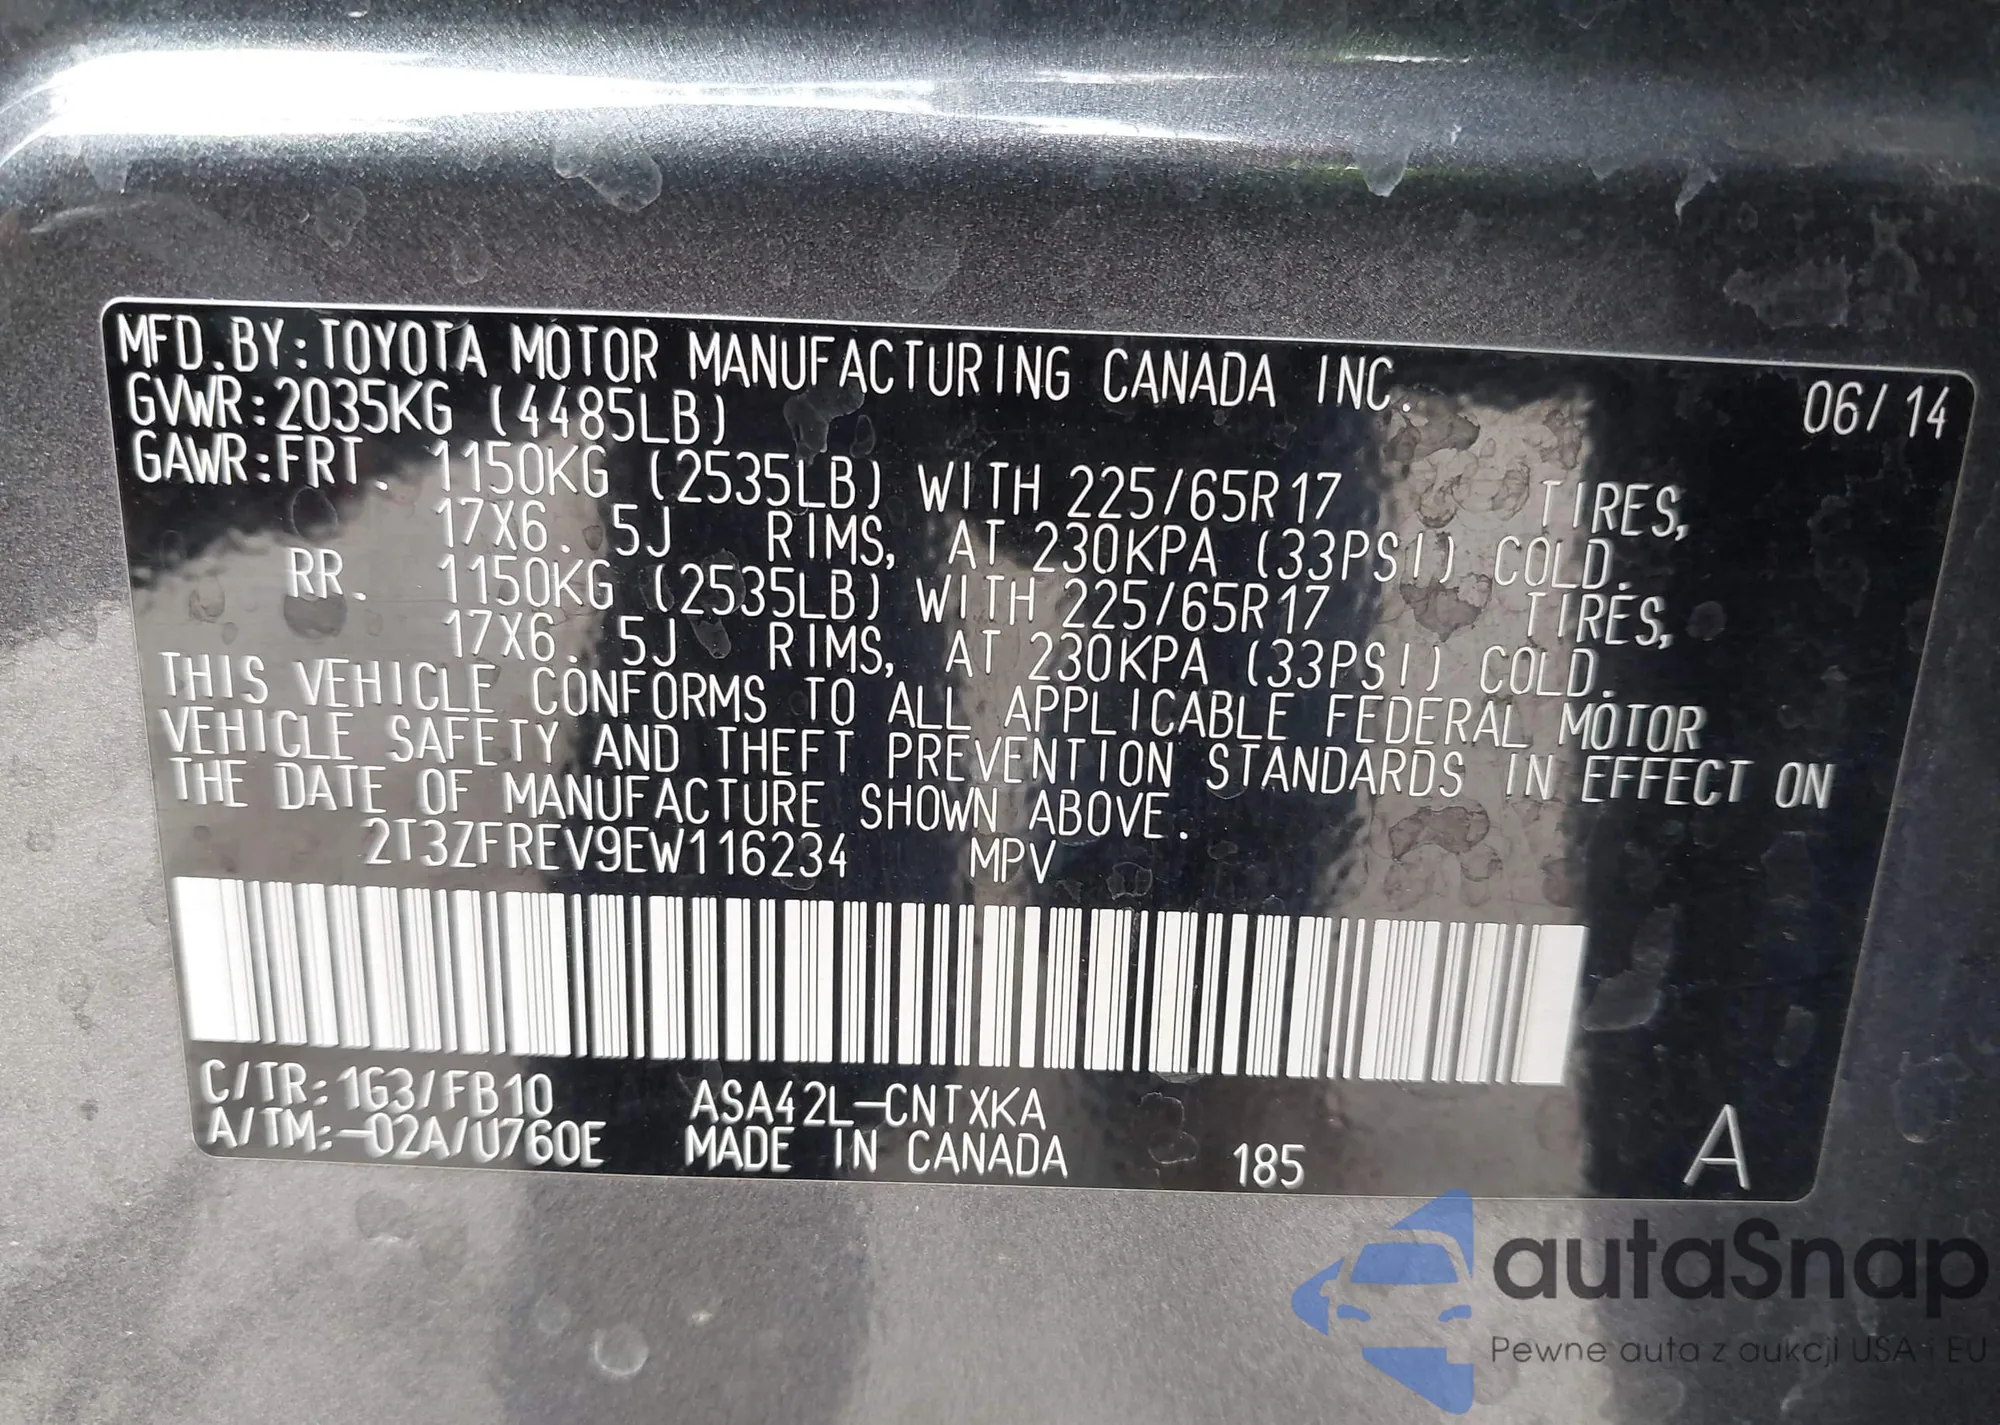 MFD.BY:TOYOTA MOTOR MANUFACTURING CANADA INC. 06/14
GVWR:2035KG (4485LB)
GAWR:FRT. 1150KG (2535LB) WITH 225/65R17 TIRES,
17X6.5J RIMS, AT 230KPA (33PSI) COLD.
RR. 1150KG (2535LB) WITH 225/65R17 TIRES,
17X6.5J RIMS, AT 230KPA (33PSI) COLD.
THIS VEHICLE CONFORMS TO ALL APPLICABLE FEDERAL MOTOR
VEHICLE SAFETY AND THEFT PREVENTION STANDARDS IN EFFECT ON
THE DATE OF MANUFACTURE SHOWN ABOVE.
2T3ZFREV9EW116234 MPV
C/TR:1G3/FB10 ASA42L-CNTXKA
A/TM:-02A/U760E MADE IN CANADA 185 A
autaSnap
Pewne auta z aukcji USA i EU